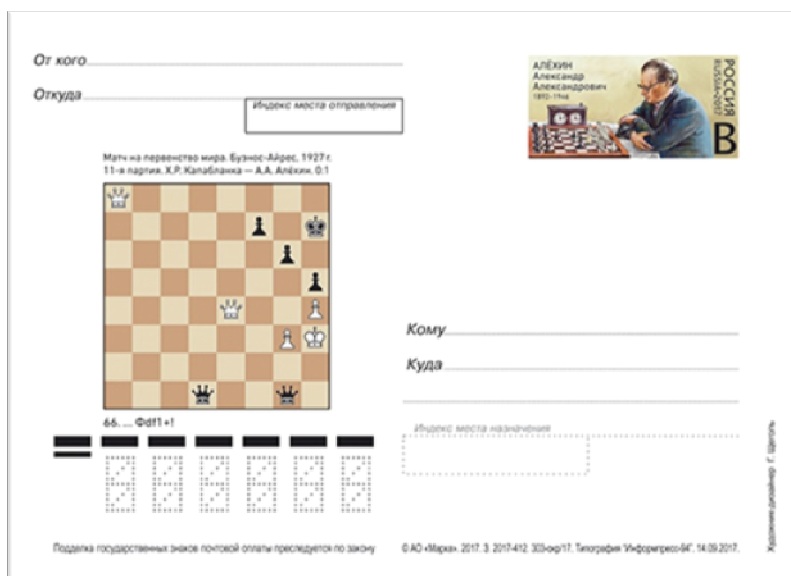 От кого
Откуда
Индекс места отправления
АЛЁХИН
Александр
Александрович
1892–1946
РОССИЯ
RUSSIA•2017
В
Матч на первенство мира. Буэнос-Айрес, 1927 г.
11-я партия. Х.Р. Капабланка — А.А. Алехин. 0:1
66. ... Фdf1+!
Кому
Куда
Индекс места назначения
Подделка государственных знаков почтовой оплаты преследуется по закону
© АО «Марка». 2017. З. 2017-412. 303-окр/17. Типография "Информпресс-94". 14.09.2017.
Художник-дизайнер Г. Щеголь